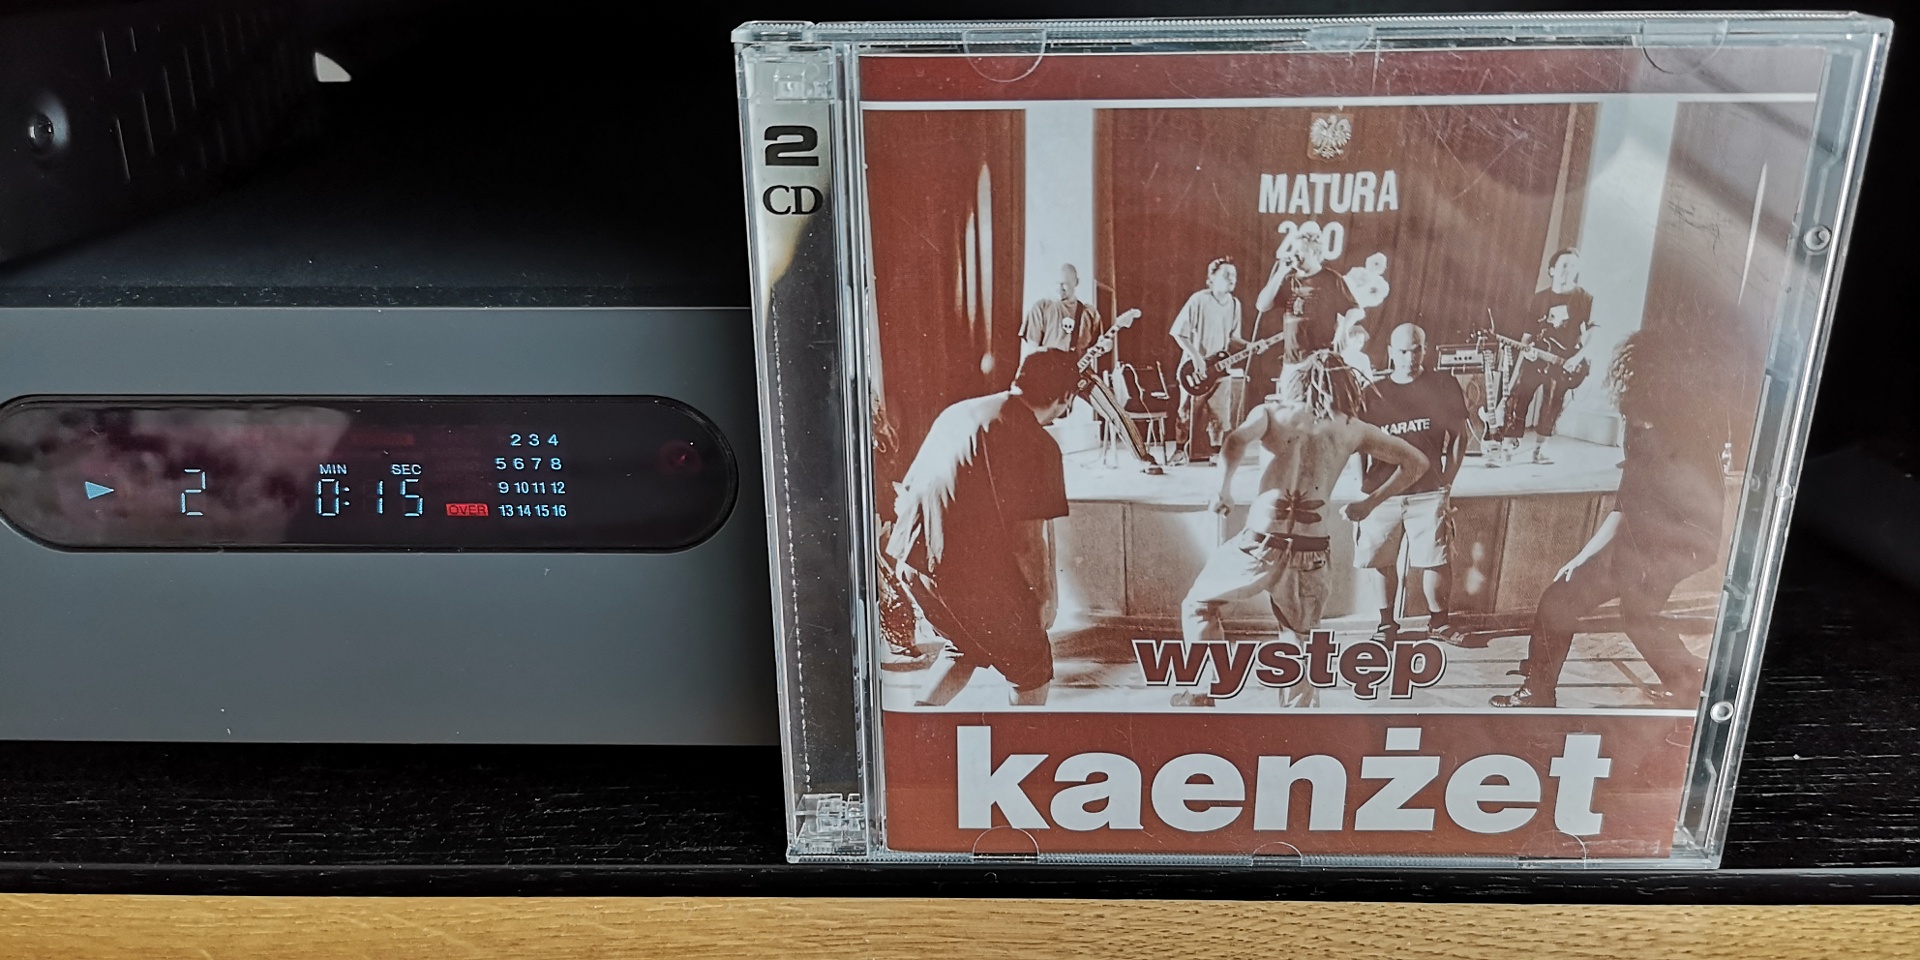 2
CD
MATURA
KARATE
występ
kaenżet
2
MIN SEC
0:15
OVER
2 3 4
5 6 7 8
9 10 11 12
13 14 15 16